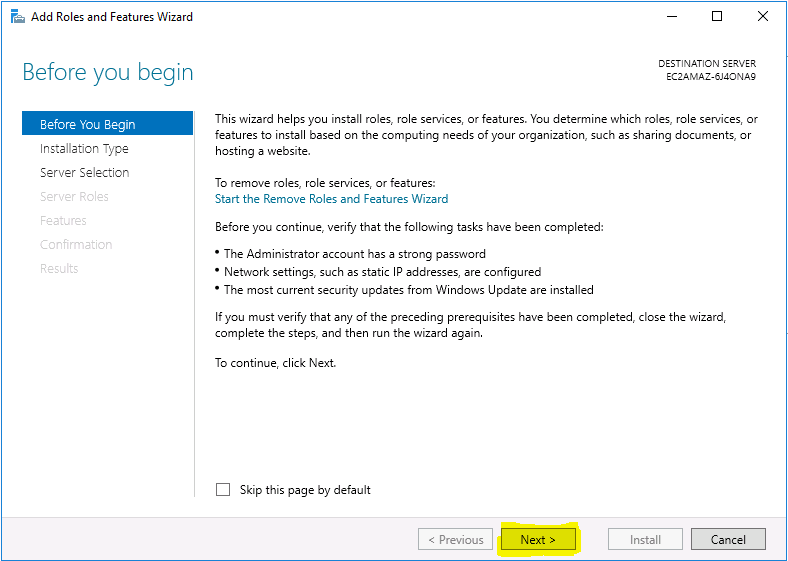 Add Roles and Features Wizard
Before you begin
DESTINATION SERVER
EC2AMAZ-6J4ONA9
Before You Begin
Installation Type
Server Selection
Server Roles
Features
Confirmation
Results
This wizard helps you install roles, role services, or features. You determine which roles, role services, or
features to install based on the computing needs of your organization, such as sharing documents, or
hosting a website.
To remove roles, role services, or features:
Start the Remove Roles and Features Wizard
Before you continue, verify that the following tasks have been completed:
• The Administrator account has a strong password
• Network settings, such as static IP addresses, are configured
• The most current security updates from Windows Update are installed
If you must verify that any of the preceding prerequisites have been completed, close the wizard,
complete the steps, and then run the wizard again.
To continue, click Next.
Skip this page by default
< Previous
Next >
Install
Cancel